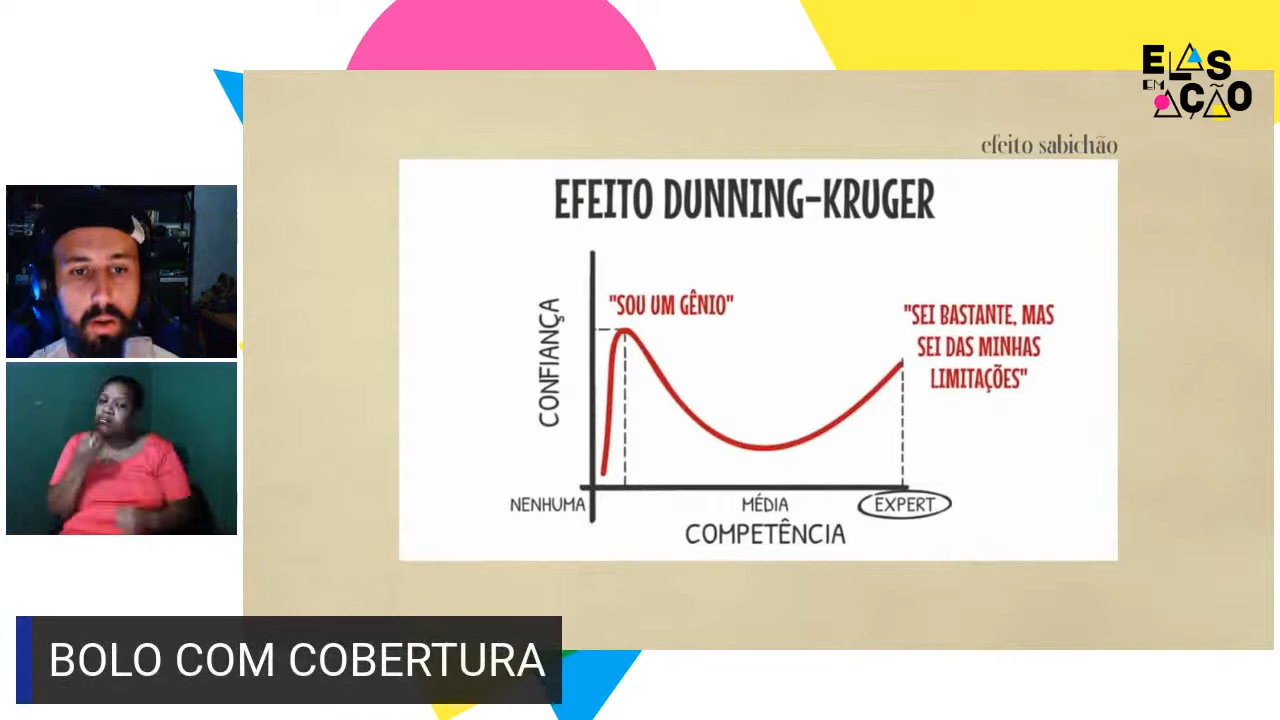 ELAS
EM
AÇÃO
efeito sabichão
EFEITO DUNNING-KRUGER
"SOU UM GÊNIO"
"SEI BASTANTE, MAS
SEI DAS MINHAS
LIMITAÇÕES"
CONFIANÇA
NENHUMA
MÉDIA
EXPERT
COMPETÊNCIA
BOLO COM COBERTURA